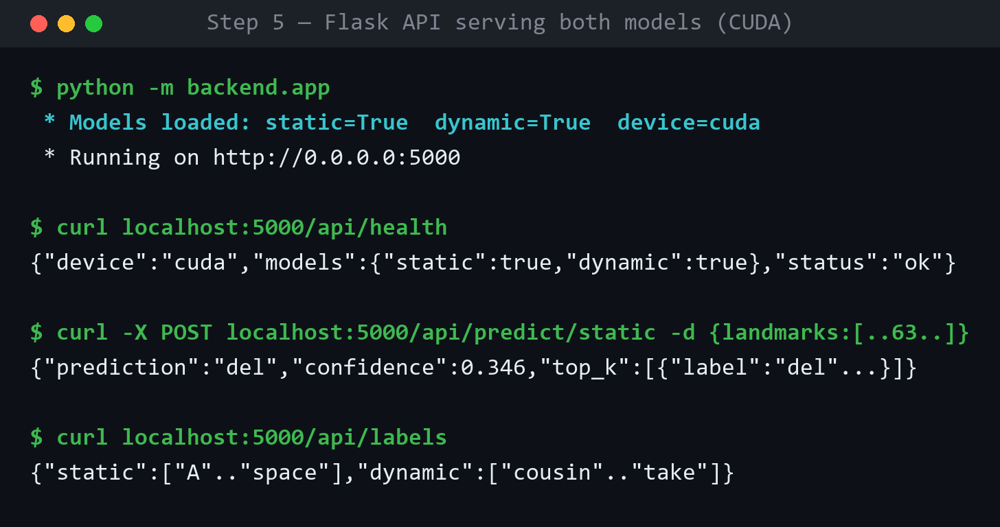 Step 5 — Flask API serving both models (CUDA)
$ python -m backend.app
* Models loaded: static=True  dynamic=True  device=cuda
* Running on http://0.0.0.0:5000
$ curl localhost:5000/api/health
{"device":"cuda","models":{"static":true,"dynamic":true},"status":"ok"}
$ curl -X POST localhost:5000/api/predict/static -d {landmarks:[..63..]}
{"prediction":"del","confidence":0.346,"top_k":[{"label":"del"...}]}
$ curl localhost:5000/api/labels
{"static":["A".."space"],"dynamic":["cousin".."take"]}